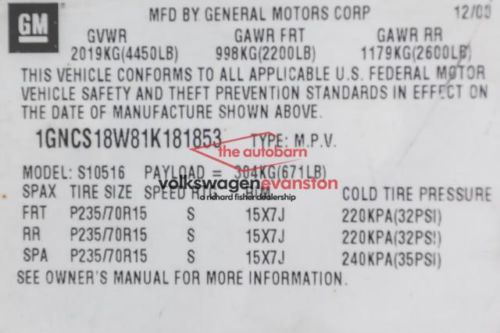 GM
MFD BY GENERAL MOTORS CORP 12/00
GVWR GAWR FRT GAWR RR
2019KG(4450LB) 998KG(2200LB) 1179KG(2600LB)
THIS VEHICLE CONFORMS TO ALL APPLICABLE U.S. FEDERAL MOTOR
VEHICLE SAFETY AND THEFT PREVENTION STANDARDS IN EFFECT ON
THE DATE OF MANUFACTURE SHOWN ABOVE.
1GNCS18W81K181853 TYPE: M.P.V.
the autobarn
MODEL: S10516 PAYLOAD = 304KG(671LB)
volkswagen evanston
SPAX TIRE SIZE SPEED RTG RIM COLD TIRE PRESSURE
a richard fisher dealership
FRT P235/70R15 S 15X7J 220KPA(32PSI)
RR P235/70R15 S 15X7J 220KPA(32PSI)
SPA P235/70R15 S 15X7J 240KPA(35PSI)
SEE OWNER'S MANUAL FOR MORE INFORMATION.